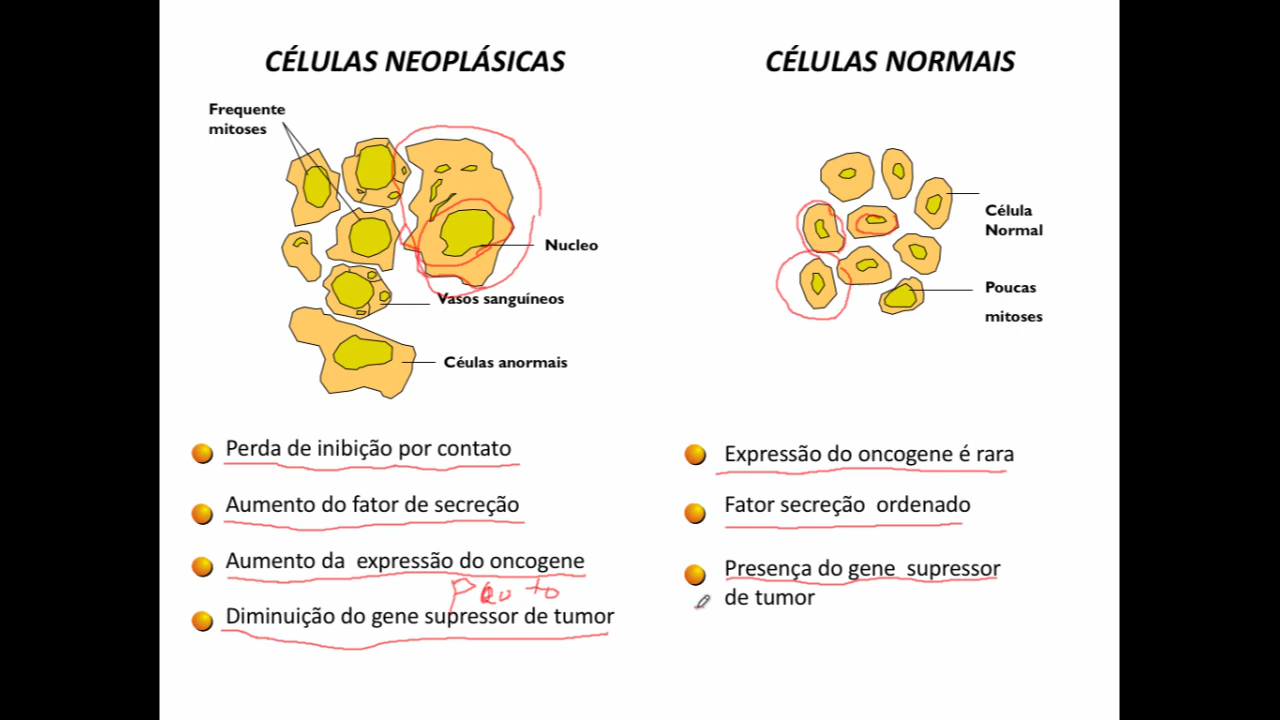 CÉLULAS NEOPLÁSICAS
Frequente
mitoses
Nucleo
Vasos sanguíneos
Céulas anormais
Perda de inibição por contato
Aumento do fator de secreção
Aumento da expressão do oncogene
Diminuição do gene supressor de tumor
CÉLULAS NORMAIS
Célula
Normal
Poucas
mitoses
Expressão do oncogene é rara
Fator secreção ordenado
Presença do gene supressor
de tumor